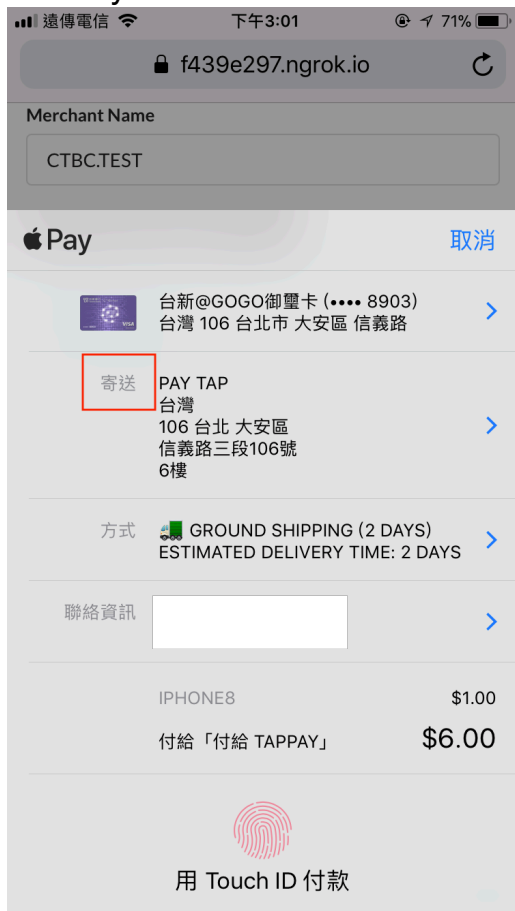 遠傳電信 下午3:01 71%
f439e297.ngrok.io
Merchant Name
CTBC.TEST
Pay 取消
台新@GOGO御璽卡 (•••• 8903)
台灣 106 台北市 大安區 信義路
寄送 PAY TAP
台灣
106 台北 大安區
信義路三段106號
6樓
方式 🚛 GROUND SHIPPING (2 DAYS)
ESTIMATED DELIVERY TIME: 2 DAYS
聯絡資訊
IPHONE8 $1.00
付給「付給 TAPPAY」 $6.00
用 Touch ID 付款